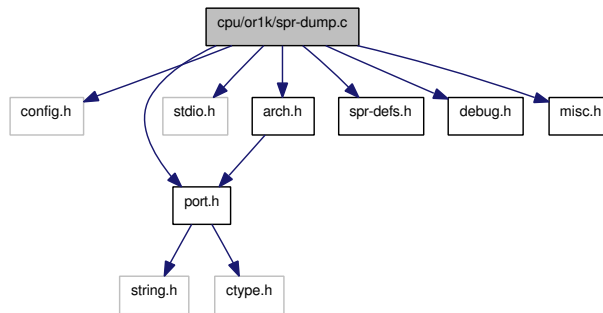 cpu/or1k/spr-dump.c
config.h
stdio.h
arch.h
spr-defs.h
debug.h
misc.h
port.h
string.h
ctype.h